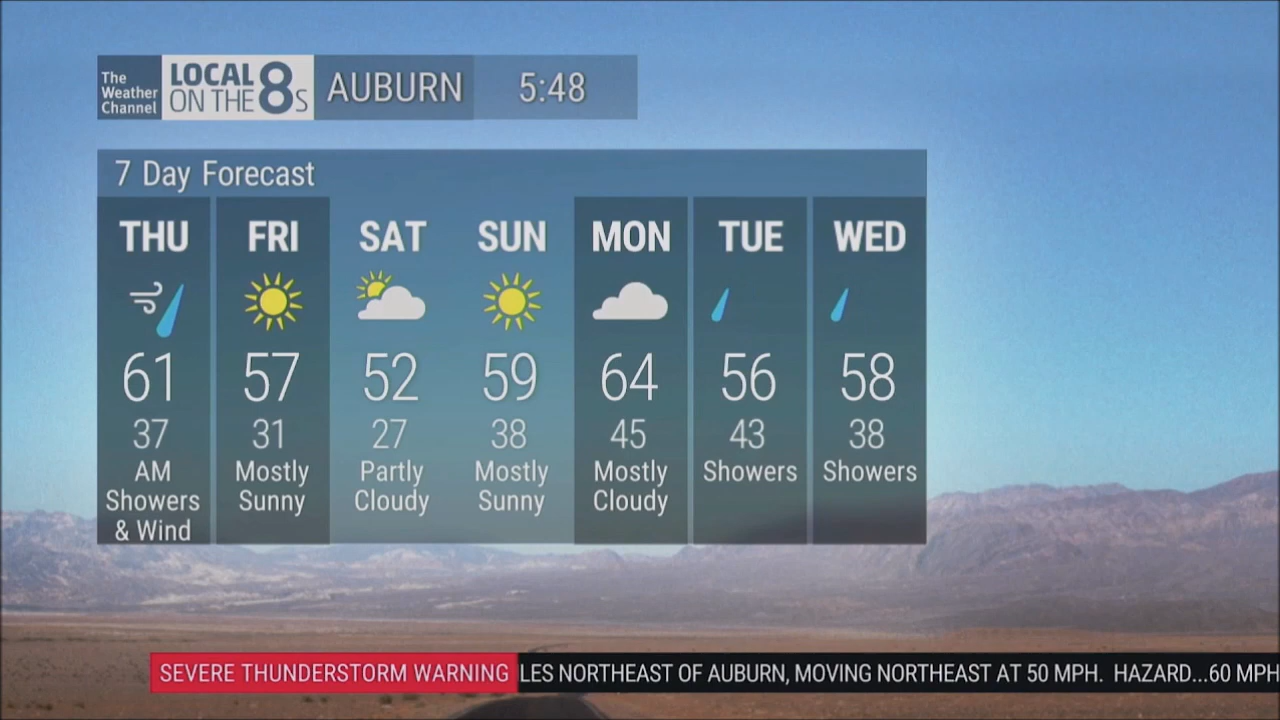 The Weather Channel
LOCAL ON THE 8s
AUBURN
5:48
7 Day Forecast
THU
61
37
AM
Showers
& Wind
FRI
57
31
Mostly
Sunny
SAT
52
27
Partly
Cloudy
SUN
59
38
Mostly
Sunny
MON
64
45
Mostly
Cloudy
TUE
56
43
Showers
WED
58
38
Showers
SEVERE THUNDERSTORM WARNING
LES NORTHEAST OF AUBURN, MOVING NORTHEAST AT 50 MPH. HAZARD...60 MPH